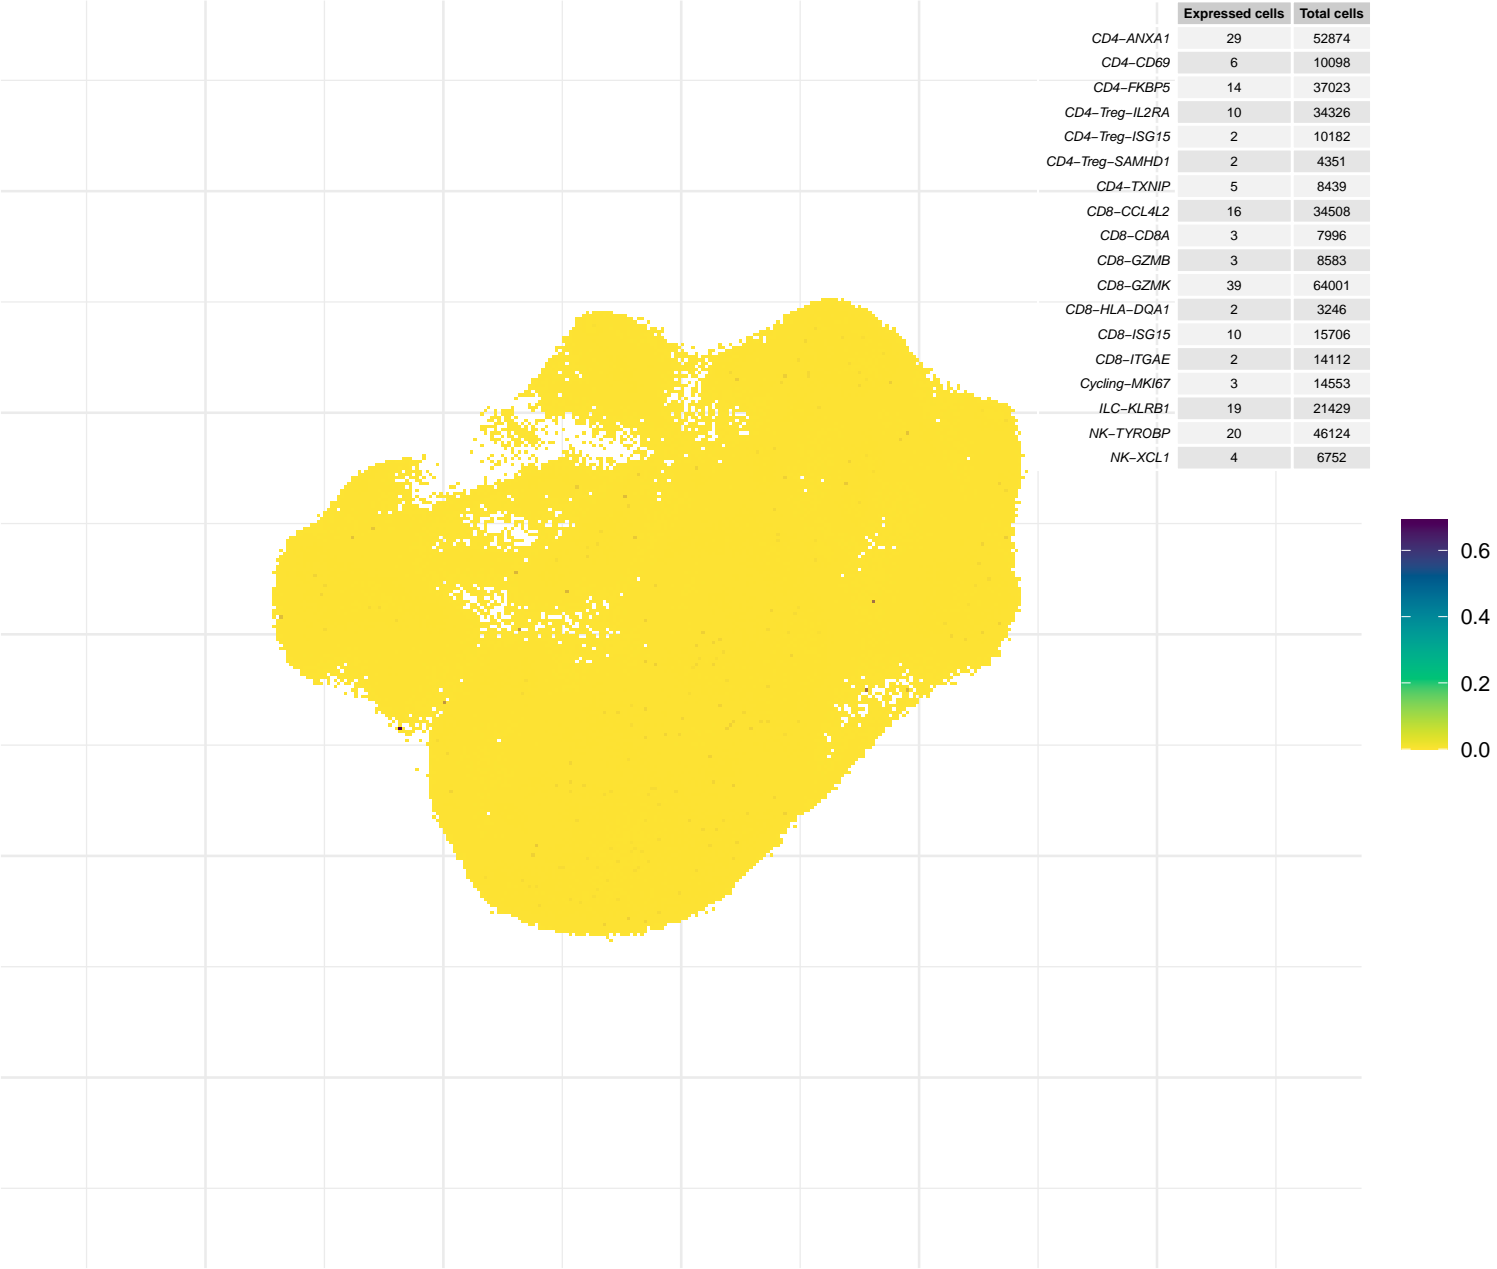 Expressed cells Total cells
CD4−ANXA1 29 52874
CD4−CD69 6 10098
CD4−FKBP5 14 37023
CD4−Treg−IL2RA 10 34326
CD4−Treg−ISG15 2 10182
CD4−Treg−SAMHD1 2 4351
CD4−TXNIP 5 8439
CD8−CCL4L2 16 34508
CD8−CD8A 3 7996
CD8−GZMB 3 8583
CD8−GZMK 39 64001
CD8−HLA−DQA1 2 3246
CD8−ISG15 10 15706
CD8−ITGAE 2 14112
Cycling−MKI67 3 14553
ILC−KLRB1 19 21429
NK−TYROBP 20 46124
NK−XCL1 4 6752
0.6
0.4
0.2
0.0